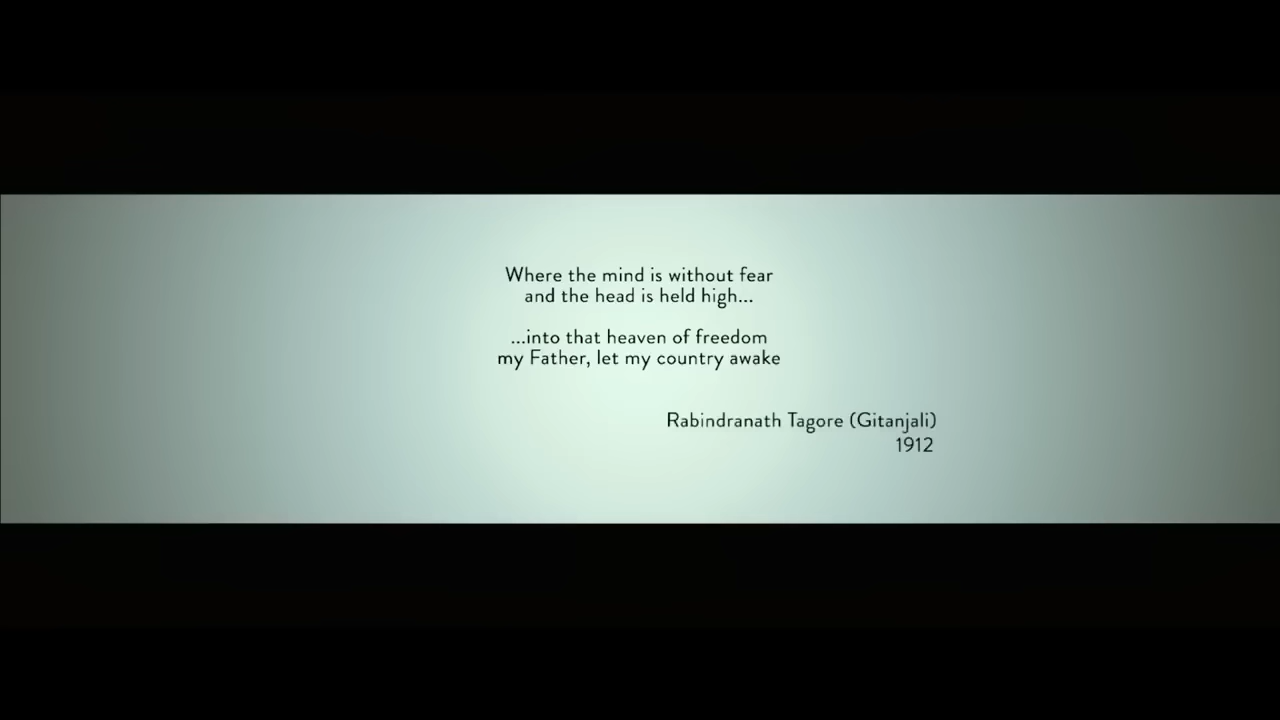 Where the mind is without fear
and the head is held high...
...into that heaven of freedom
my Father, let my country awake
Rabindranath Tagore (Gitanjali)
1912